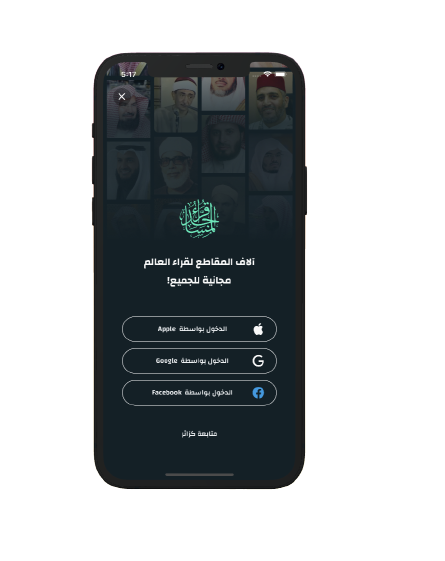 5:17
آلاف المقاطع لقراء العالم
مجانية للجميع!
الدخول بواسطة Apple
الدخول بواسطة Google
الدخول بواسطة Facebook
متابعة كزائر